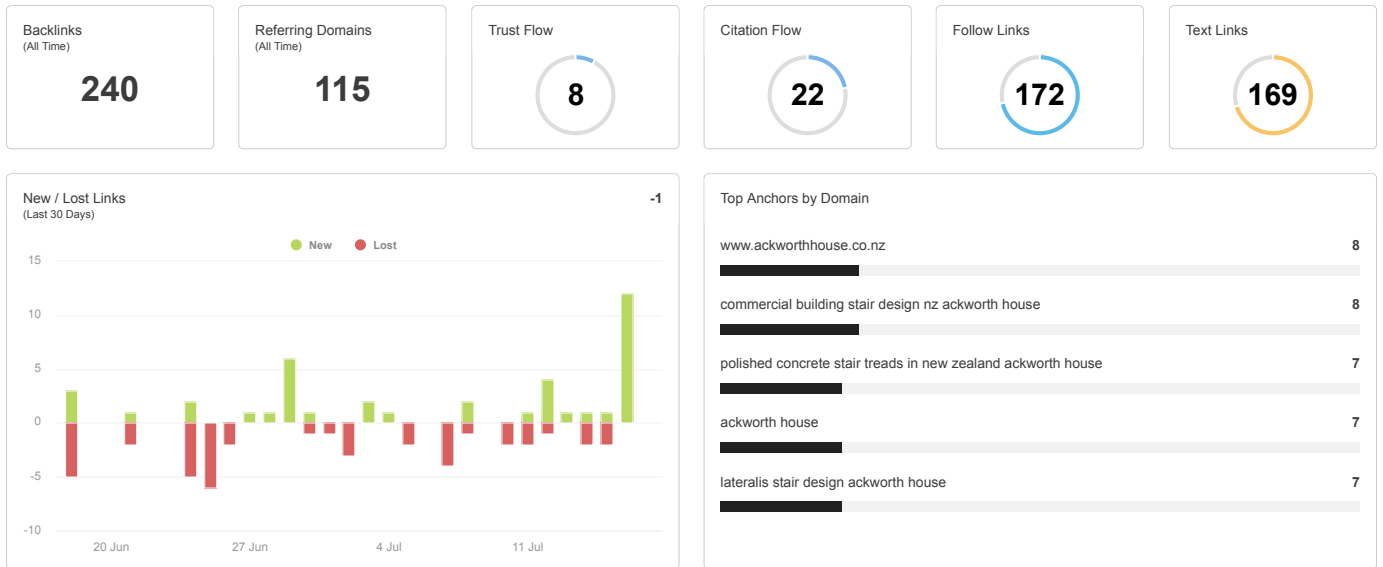 Backlinks
(All Time)
240
Referring Domains
(All Time)
115
Trust Flow
8
Citation Flow
22
Follow Links
172
Text Links
169
New / Lost Links
-1
(Last 30 Days)
New
Lost
15
10
5
0
-5
-10
20 Jun
27 Jun
4 Jul
11 Jul
Top Anchors by Domain
www.ackworthhouse.co.nz
8
commercial building stair design nz ackworth house
8
polished concrete stair treads in new zealand ackworth house
7
ackworth house
7
lateralis stair design ackworth house
7